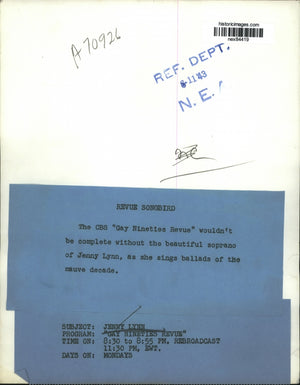 historicimages.com
nex84419
A70926
REF. DEPT.
8-11-43
N. E. A
REVUE SONGBIRD
The CBS "Gay Nineties Revue" wouldn't
be complete without the beautiful soprano
of Jenny Lynn, as she sings ballads of the
mauve decade.
SUBJECT: JENNY LYNN
PROGRAM: "GAY NINETIES REVUE"
TIME ON: 8:30 to 8:55 PM, REBROADCAST
11:30 PM, EWT.
DAYS ON: MONDAYS